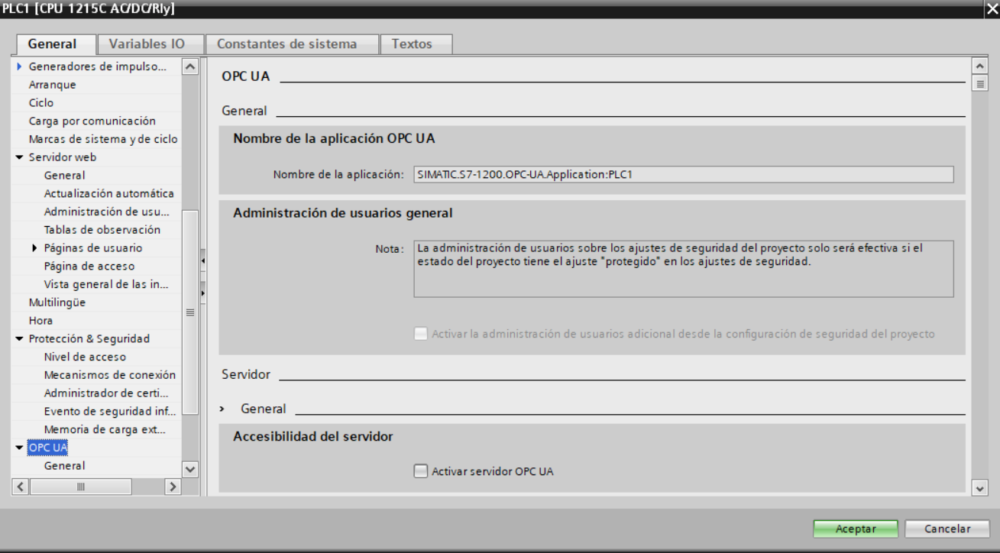 PLC1 [CPU 1215C AC/DC/Rly]
General
Variables IO
Constantes de sistema
Textos
Generadores de impulso...
Arranque
Ciclo
Carga por comunicación
Marcas de sistema y de ciclo
Servidor web
General
Actualización automática
Administración de usu...
Tablas de observación
Páginas de usuario
Página de acceso
Vista general de las in...
Multilingüe
Hora
Protección & Seguridad
Nivel de acceso
Mecanismos de conexión
Administrador de certi...
Evento de seguridad inf...
Memoria de carga ext...
OPC UA
General
OPC UA
General
Nombre de la aplicación OPC UA
Nombre de la aplicación: SIMATIC.S7-1200.OPC-UA.Application:PLC1
Administración de usuarios general
Nota: La administración de usuarios sobre los ajustes de seguridad del proyecto solo será efectiva si el
estado del proyecto tiene el ajuste "protegido" en los ajustes de seguridad.
Activar la administración de usuarios adicional desde la configuración de seguridad del proyecto
Servidor
General
Accesibilidad del servidor
Activar servidor OPC UA
Aceptar
Cancelar